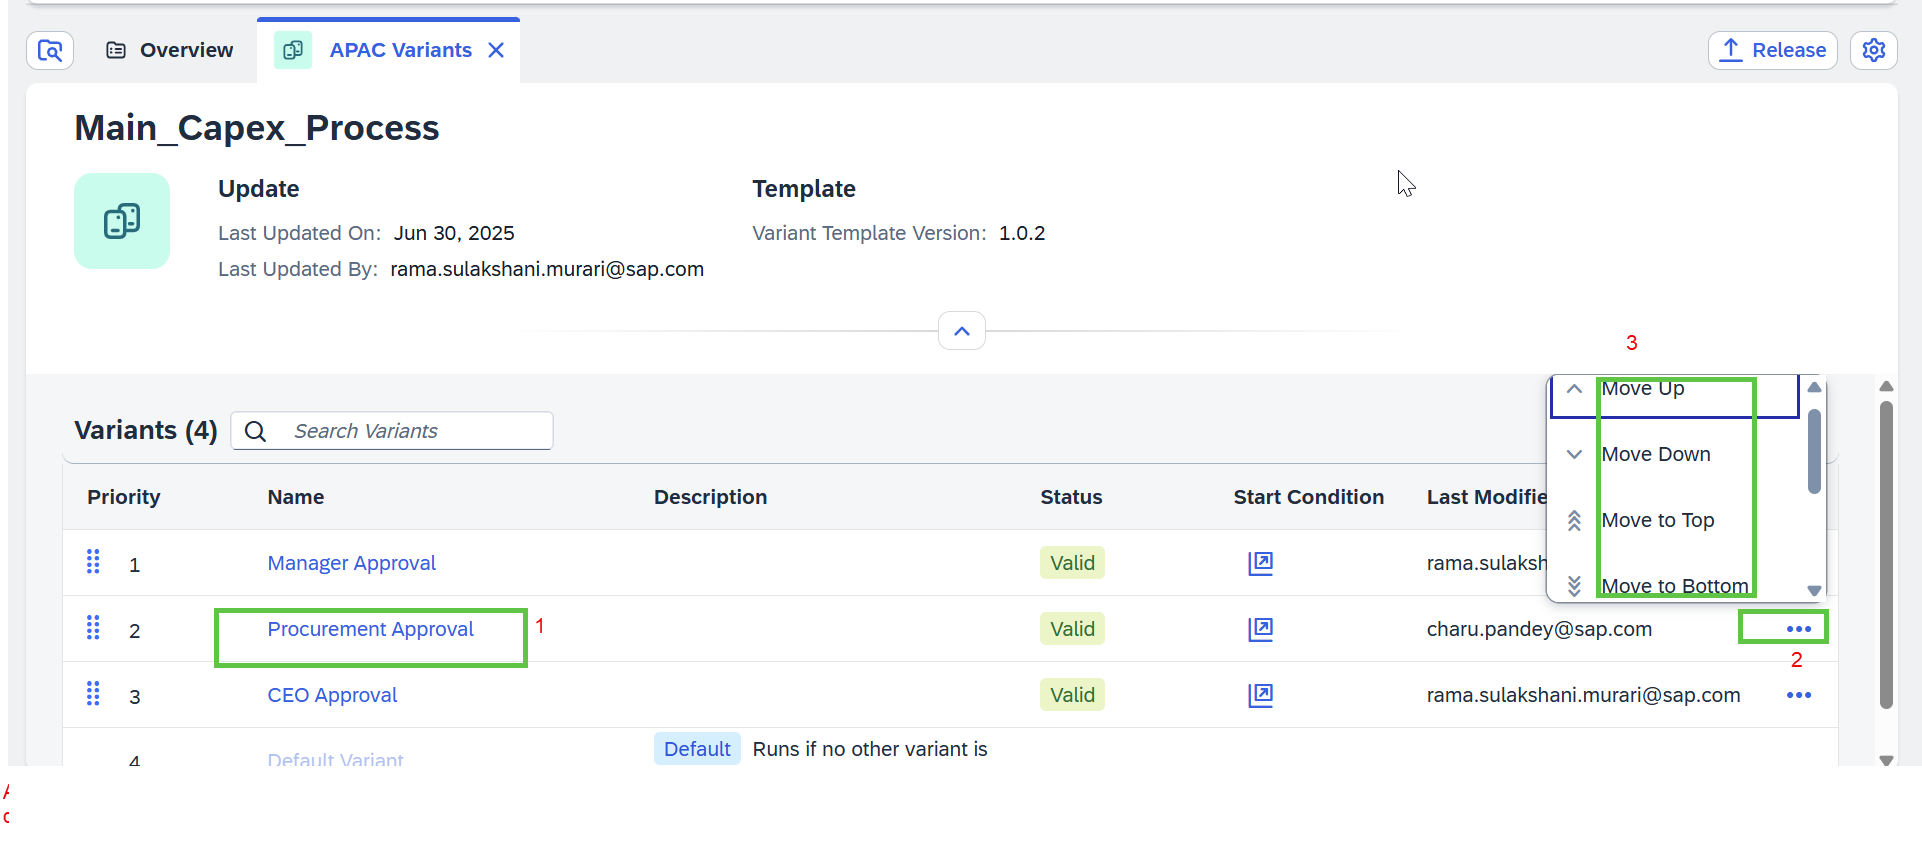 Overview
APAC Variants
Release
Main_Capex_Process
Update
Template
Last Updated On: Jun 30, 2025
Variant Template Version: 1.0.2
Last Updated By: rama.sulakshani.murari@sap.com
3
Move Up
Variants (4)
Search Variants
Move Down
Priority Name Description Status Start Condition Last Modifie
Move to Top
1 Manager Approval Valid rama.sulaksh
Move to Bottom
2 Procurement Approval 1 Valid charu.pandey@sap.com
2
3 CEO Approval Valid rama.sulakshani.murari@sap.com
Default Runs if no other variant is
4 Default Variant